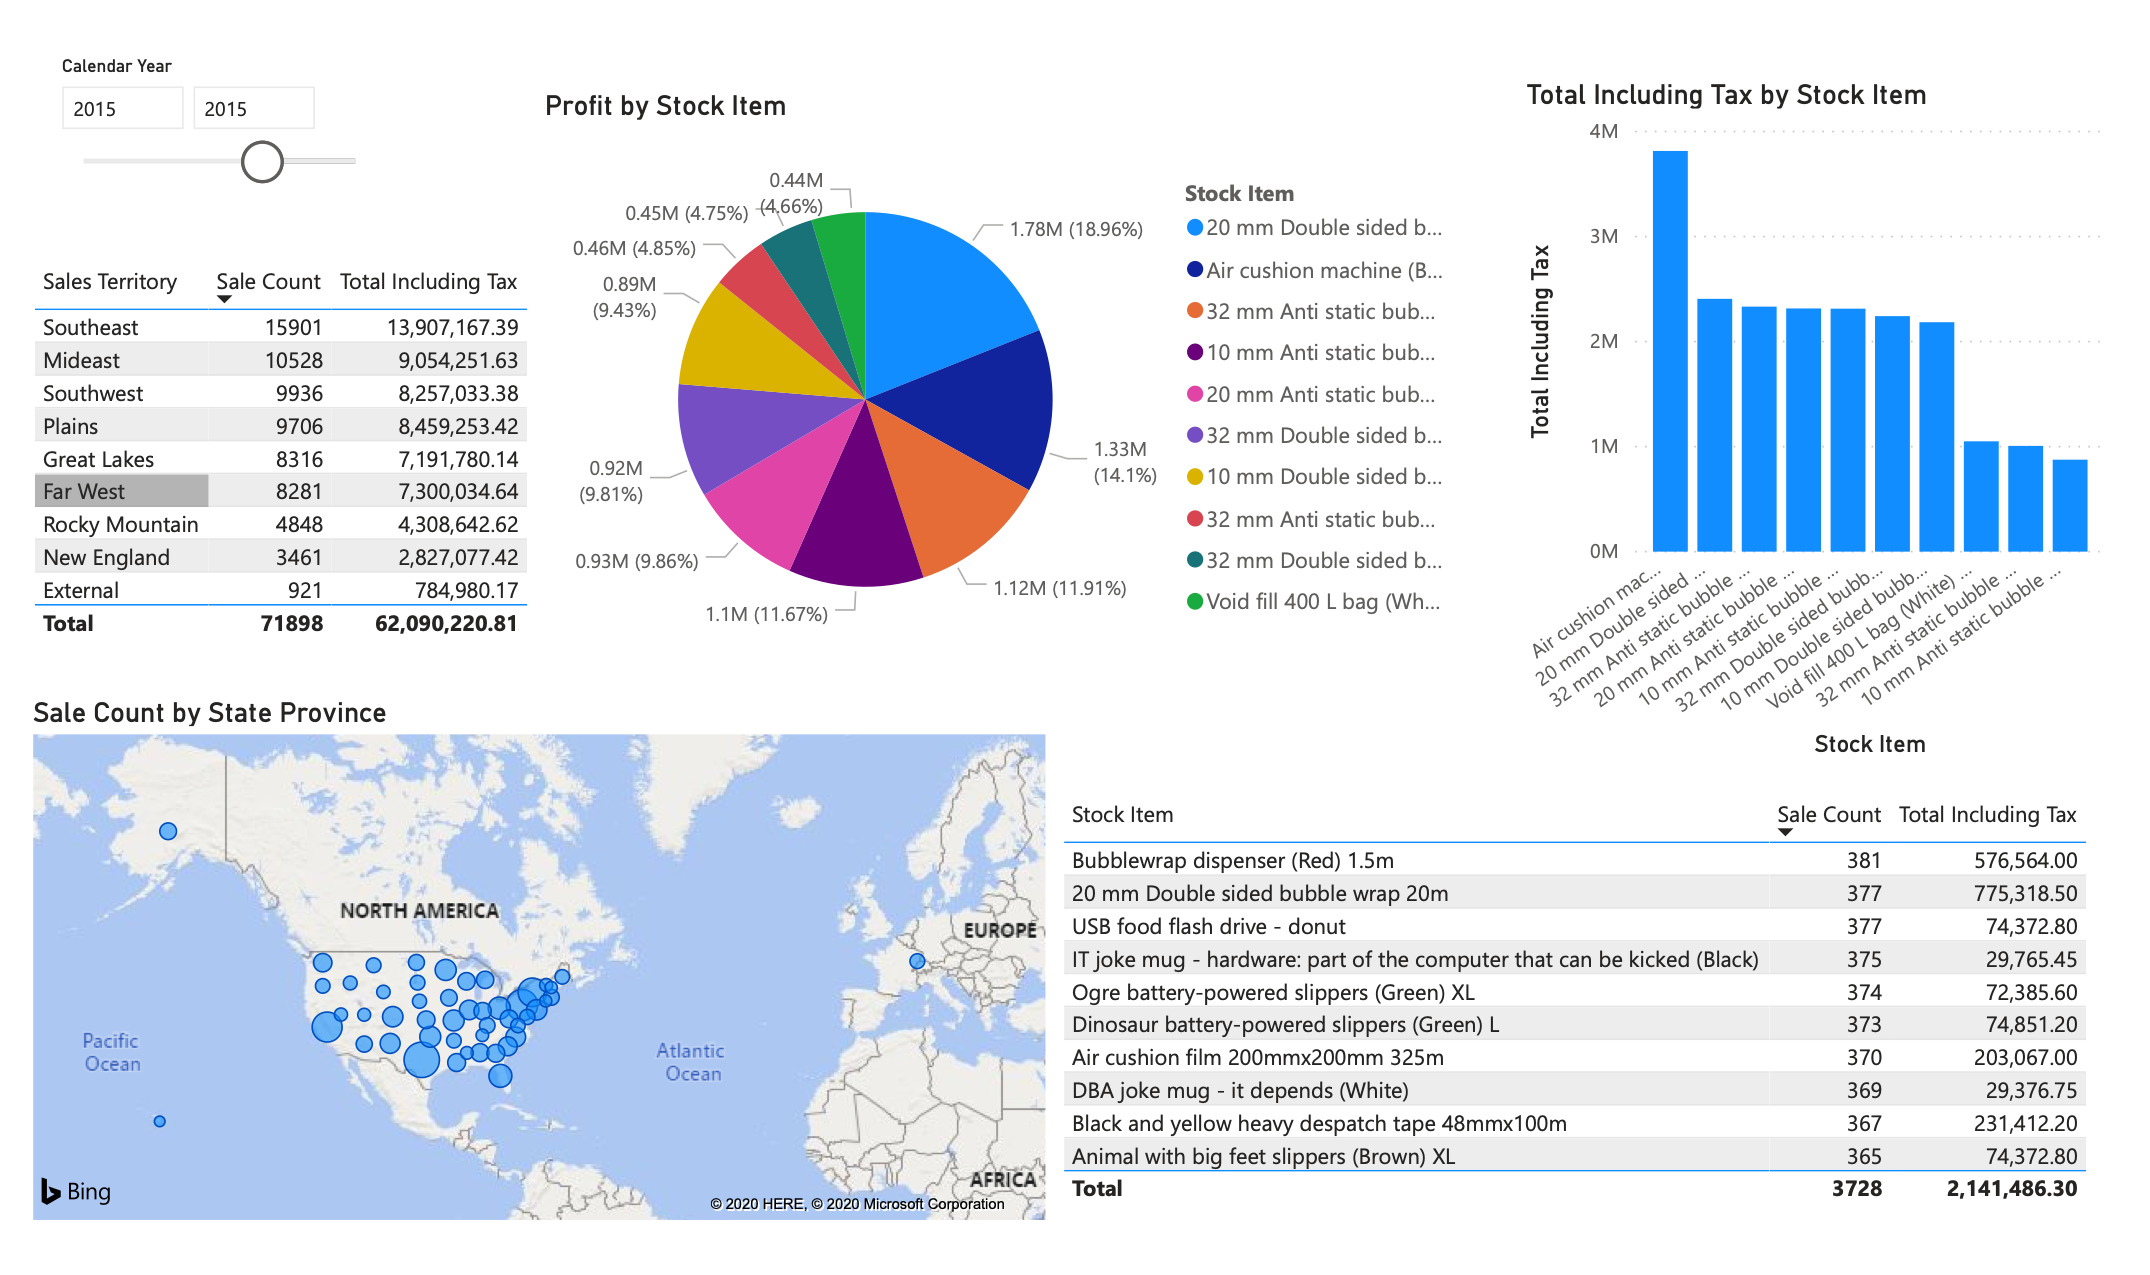 Calendar Year
2015 2015
Sales Territory Sale Count Total Including Tax
Southeast 15901 13,907,167.39
Mideast 10528 9,054,251.63
Southwest 9936 8,257,033.38
Plains 9706 8,459,253.42
Great Lakes 8316 7,191,780.14
Far West 8281 7,300,034.64
Rocky Mountain 4848 4,308,642.62
New England 3461 2,827,077.42
External 921 784,980.17
Total 71898 62,090,220.81
Profit by Stock Item
1.78M (18.96%)
1.33M
(14.1%)
1.12M (11.91%)
1.1M (11.67%)
0.93M (9.86%)
0.92M
(9.81%)
0.89M
(9.43%)
0.46M (4.85%)
0.45M (4.75%)
0.44M
(4.66%)
Stock Item
20 mm Double sided b...
Air cushion machine (B...
32 mm Anti static bub...
10 mm Anti static bub...
20 mm Anti static bub...
32 mm Double sided b...
10 mm Double sided b...
32 mm Anti static bub...
32 mm Double sided b...
Void fill 400 L bag (Wh...
Total Including Tax by Stock Item
Total Including Tax
4M
3M
2M
1M
0M
Air cushion mac...
20 mm Double sided ...
32 mm Anti static bubble ...
20 mm Anti static bubble ...
10 mm Anti static bubble ...
32 mm Double sided bubb...
10 mm Double sided bubb...
Void fill 400 L bag (White) ...
32 mm Anti static bubble ...
10 mm Anti static bubble ...
Stock Item
Sale Count by State Province
NORTH AMERICA
EUROPE
Pacific
Ocean
Atlantic
Ocean
AFRICA
Bing
© 2020 HERE, © 2020 Microsoft Corporation
Stock Item Sale Count Total Including Tax
Bubblewrap dispenser (Red) 1.5m 381 576,564.00
20 mm Double sided bubble wrap 20m 377 775,318.50
USB food flash drive - donut 377 74,372.80
IT joke mug - hardware: part of the computer that can be kicked (Black) 375 29,765.45
Ogre battery-powered slippers (Green) XL 374 72,385.60
Dinosaur battery-powered slippers (Green) L 373 74,851.20
Air cushion film 200mmx200mm 325m 370 203,067.00
DBA joke mug - it depends (White) 369 29,376.75
Black and yellow heavy despatch tape 48mmx100m 367 231,412.20
Animal with big feet slippers (Brown) XL 365 74,372.80
Total 3728 2,141,486.30